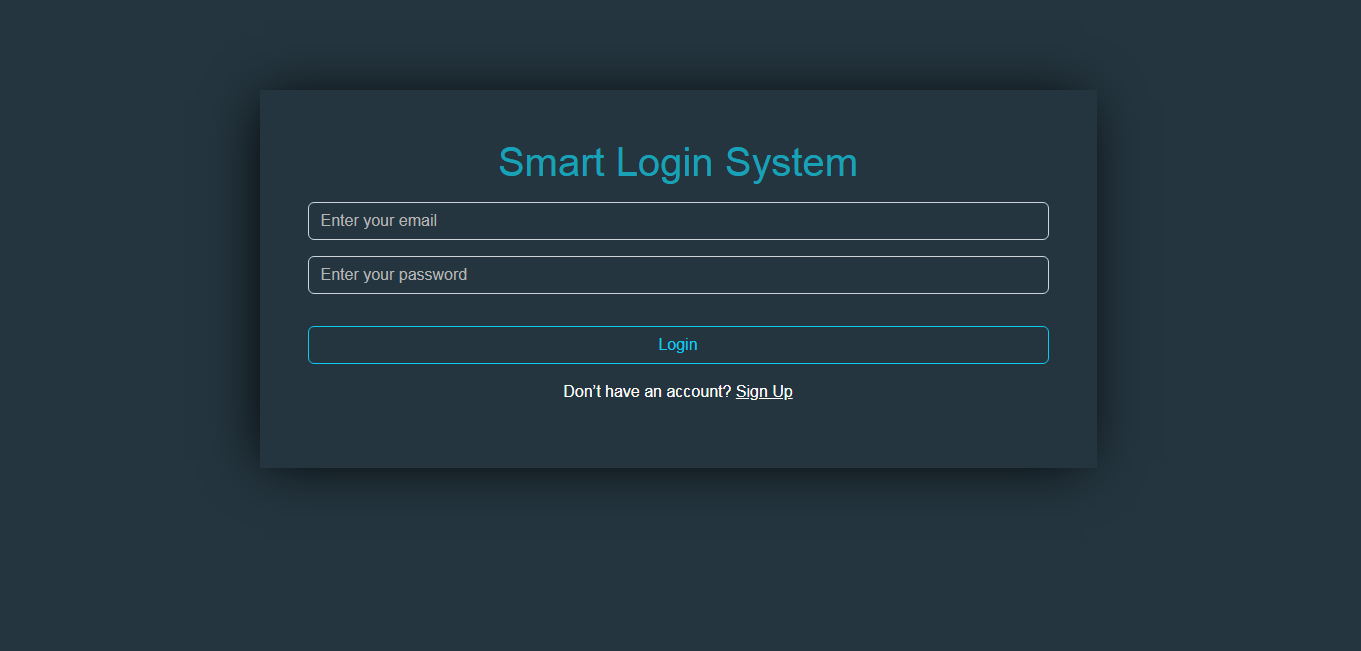 Smart Login System
Enter your email
Enter your password
Login
Don’t have an account? Sign Up